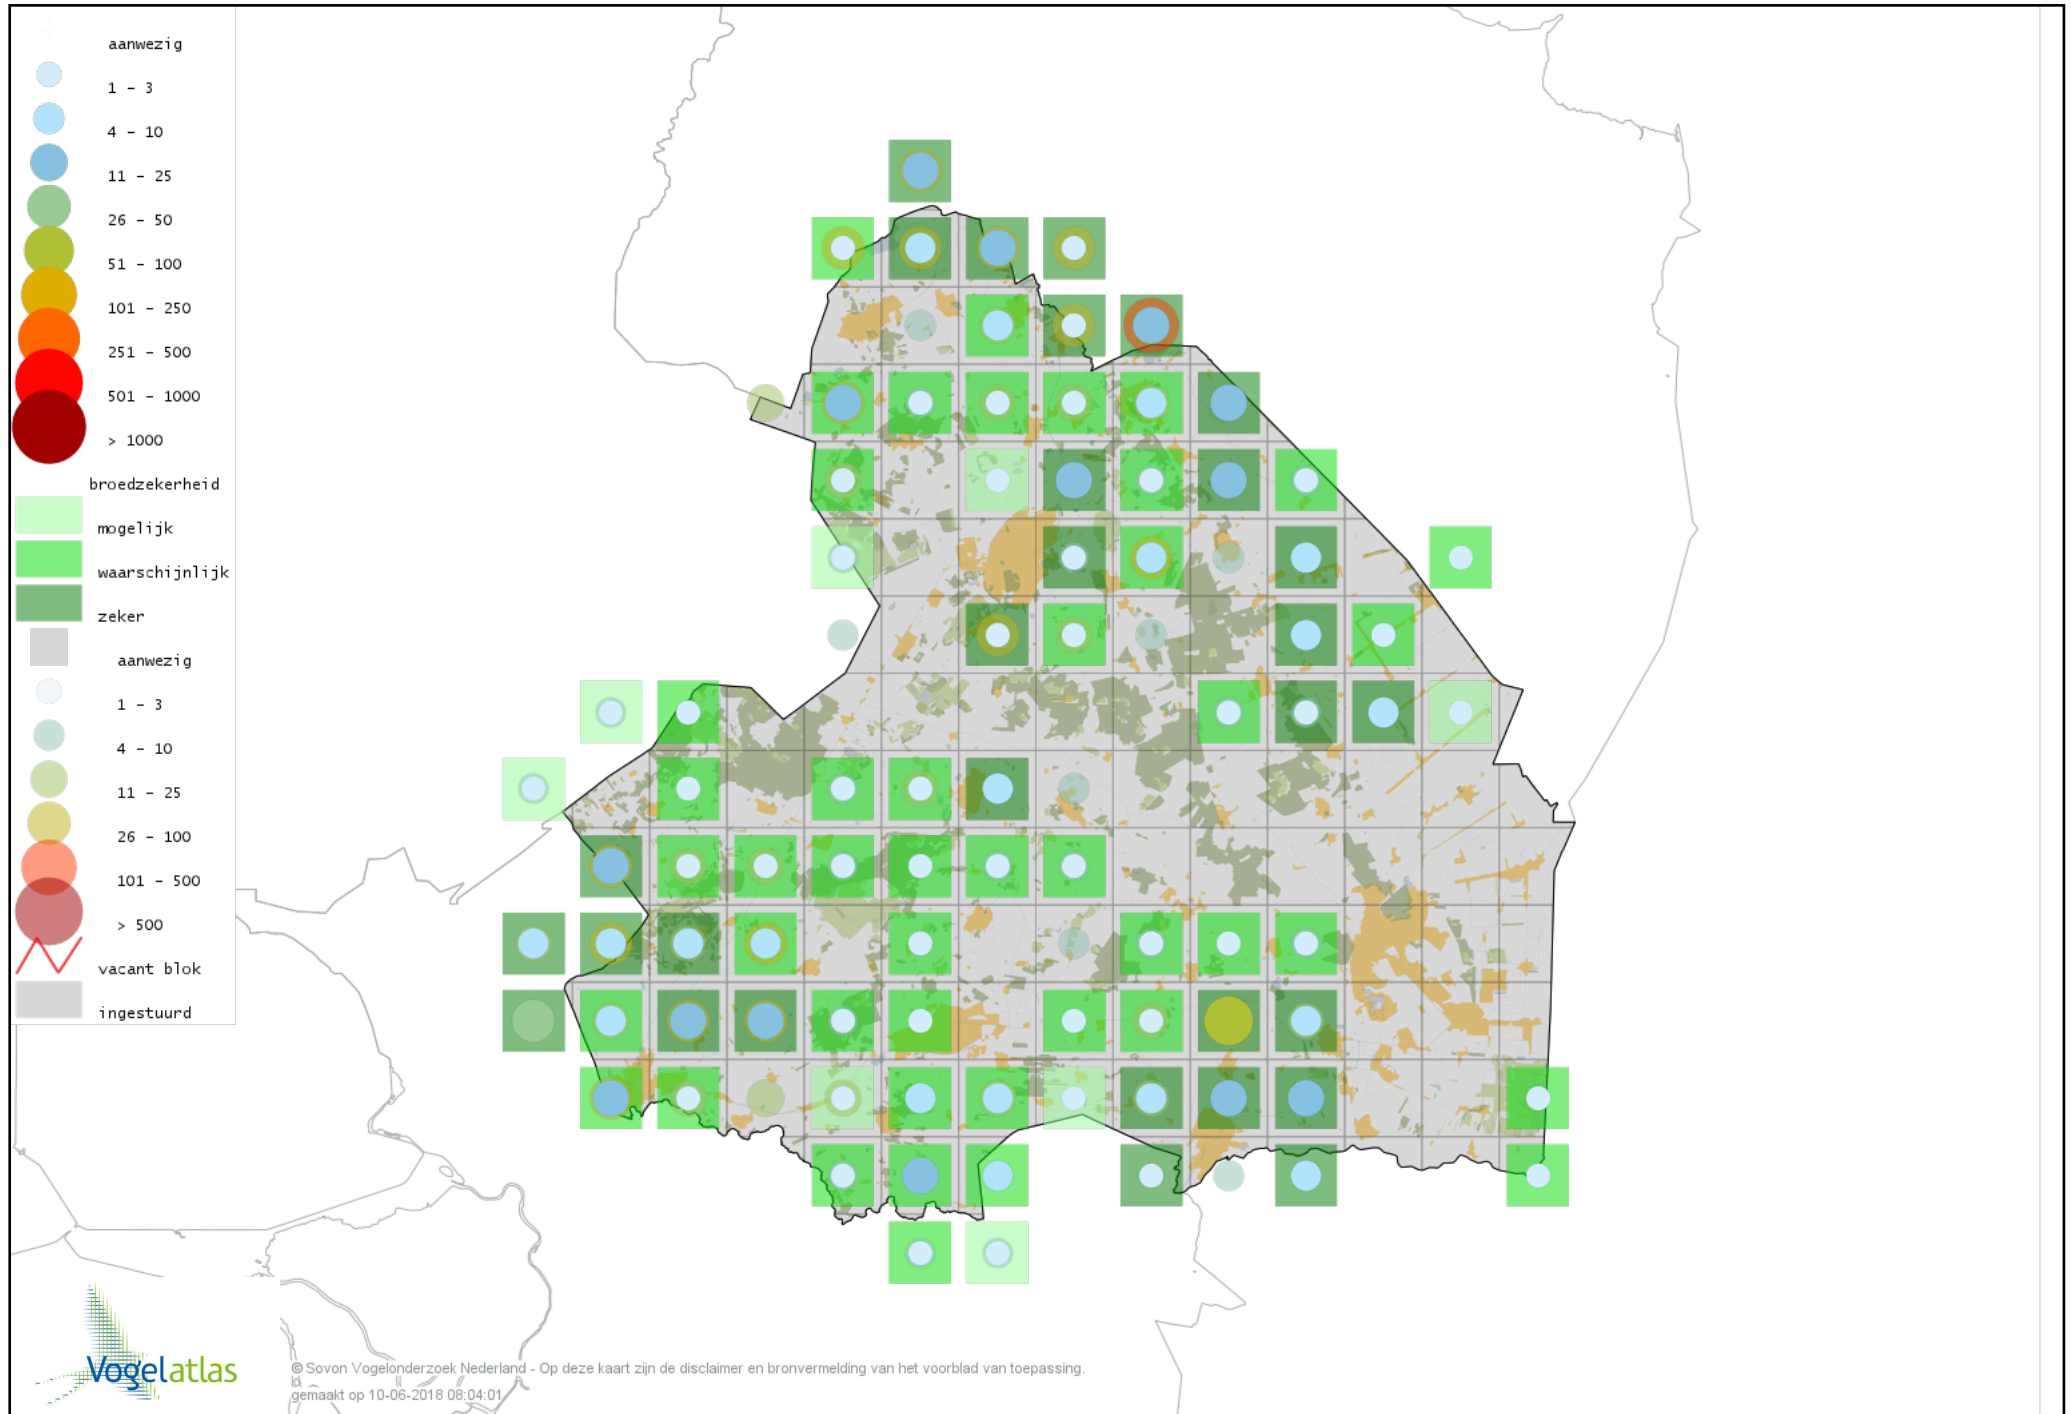 aanwezig
1 - 3
4 - 10
11 - 25
26 - 50
51 - 100
101 - 250
251 - 500
501 - 1000
> 1000
broedzekerheid
mogelijk
waarschijnlijk
zeker
aanwezig
1 - 3
4 - 10
11 - 25
26 - 100
101 - 500
> 500
vacant blok
ingestuurd
Vogelatlas
© Sovon Vogelonderzoek Nederland - Op deze kaart zijn de disclaimer en bronvermelding van het voorblad van toepassing.
gemaakt op 10-06-2018 08:04:01